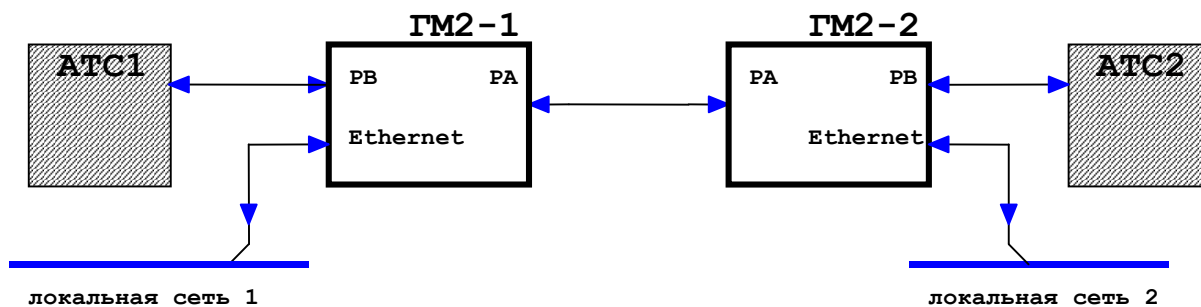 ГМ2-1 ГМ2-2
АТС1 АТС2
PB PA PA PB
Ethernet Ethernet
локальная сеть 1 локальная сеть 2